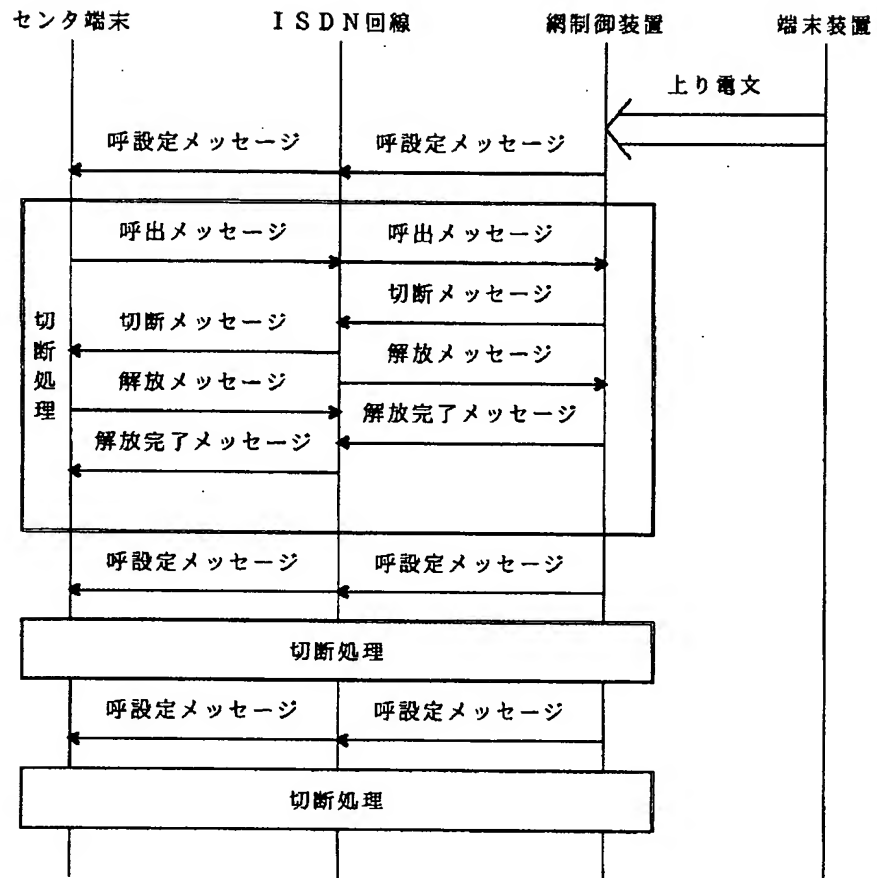 センタ端末　ＩＳＤＮ回線　網制御装置　端末装置
上り電文
呼設定メッセージ　呼設定メッセージ
呼出メッセージ　呼出メッセージ
切断メッセージ
切断メッセージ
解放メッセージ
解放メッセージ
解放完了メッセージ
解放完了メッセージ
切断処理
呼設定メッセージ　呼設定メッセージ
切断処理
呼設定メッセージ　呼設定メッセージ
切断処理